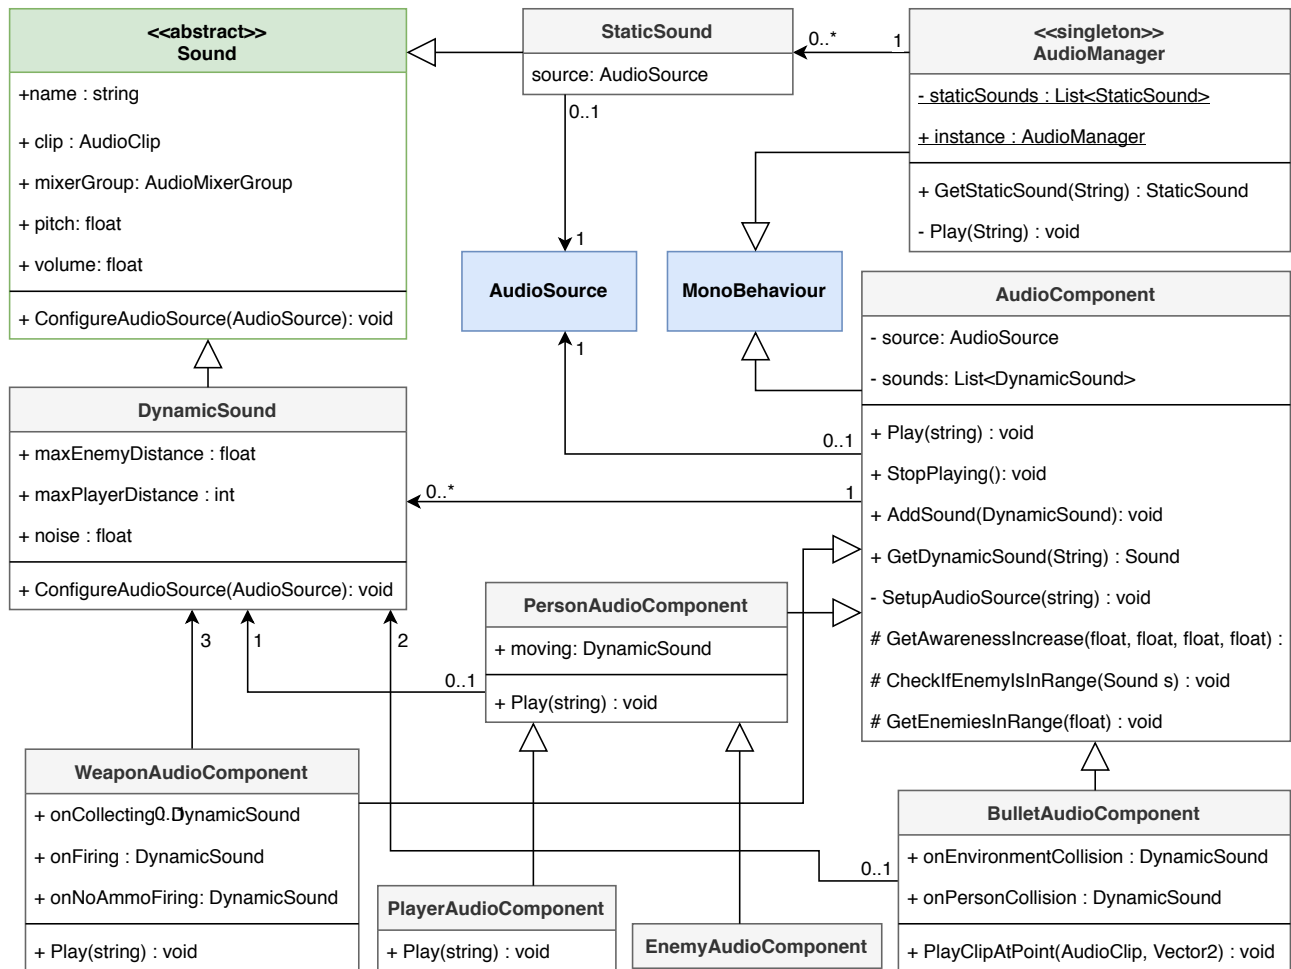 <<abstract>>
Sound
+name : string
+ clip : AudioClip
+ mixerGroup: AudioMixerGroup
+ pitch: float
+ volume: float
+ ConfigureAudioSource(AudioSource): void
StaticSound
source: AudioSource
0..*
1
<<singleton>>
AudioManager
- staticSounds : List<StaticSound>
+ instance : AudioManager
+ GetStaticSound(String) : StaticSound
- Play(String) : void
0..1
1
AudioSource
MonoBehaviour
1
0..1
AudioComponent
- source: AudioSource
- sounds: List<DynamicSound>
+ Play(string) : void
+ StopPlaying(): void
+ AddSound(DynamicSound): void
+ GetDynamicSound(String) : Sound
- SetupAudioSource(string) : void
# GetAwarenessIncrease(float, float, float, float) :
# CheckIfEnemyIsInRange(Sound s) : void
# GetEnemiesInRange(float) : void
DynamicSound
+ maxEnemyDistance : float
+ maxPlayerDistance : int
+ noise : float
+ ConfigureAudioSource(AudioSource): void
0..*
1
3
1
2
0..1
PersonAudioComponent
+ moving: DynamicSound
+ Play(string) : void
WeaponAudioComponent
+ onCollecting : DynamicSound
0..1
+ onFiring : DynamicSound
+ onNoAmmoFiring: DynamicSound
+ Play(string) : void
PlayerAudioComponent
+ Play(string) : void
EnemyAudioComponent
0..1
BulletAudioComponent
+ onEnvironmentCollision : DynamicSound
+ onPersonCollision : DynamicSound
+ PlayClipAtPoint(AudioClip, Vector2) : void